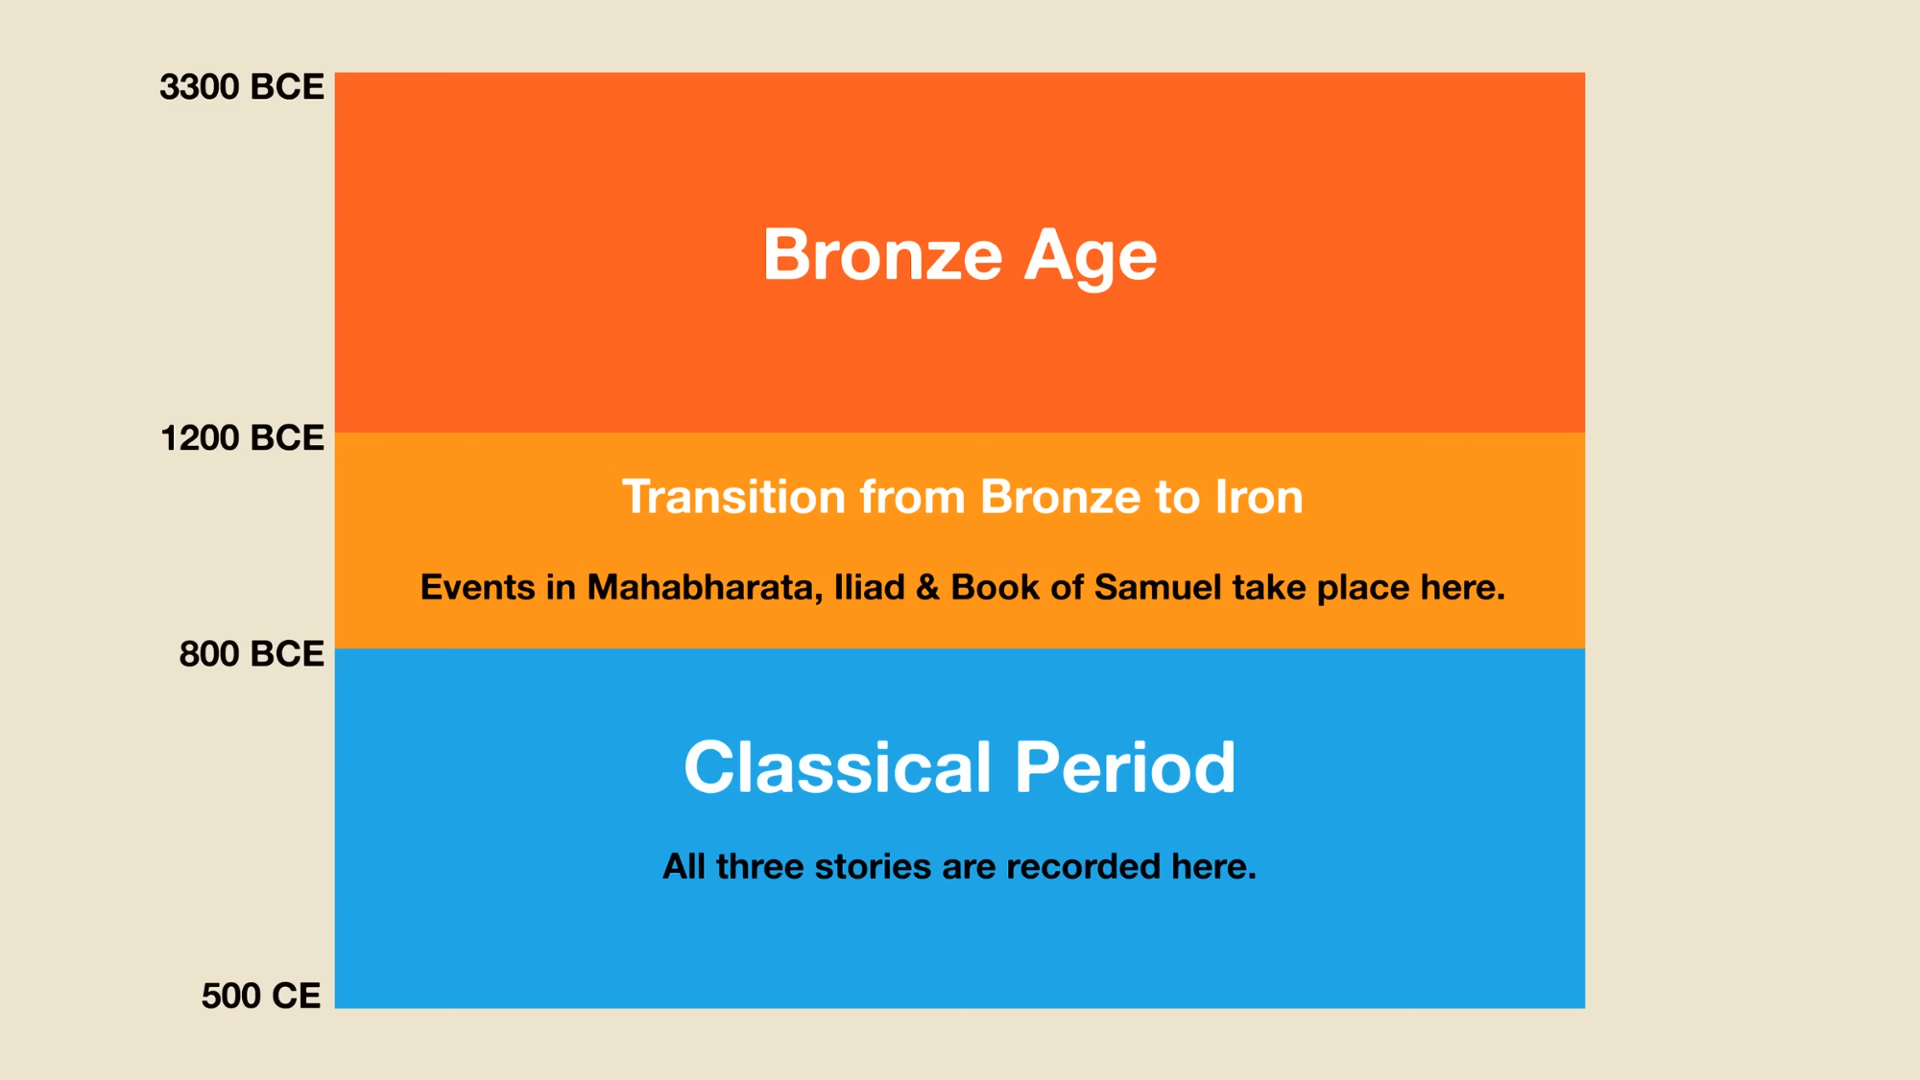 3300 BCE
Bronze Age
1200 BCE
Transition from Bronze to Iron
Events in Mahabharata, Iliad & Book of Samuel take place here.
800 BCE
Classical Period
All three stories are recorded here.
500 CE